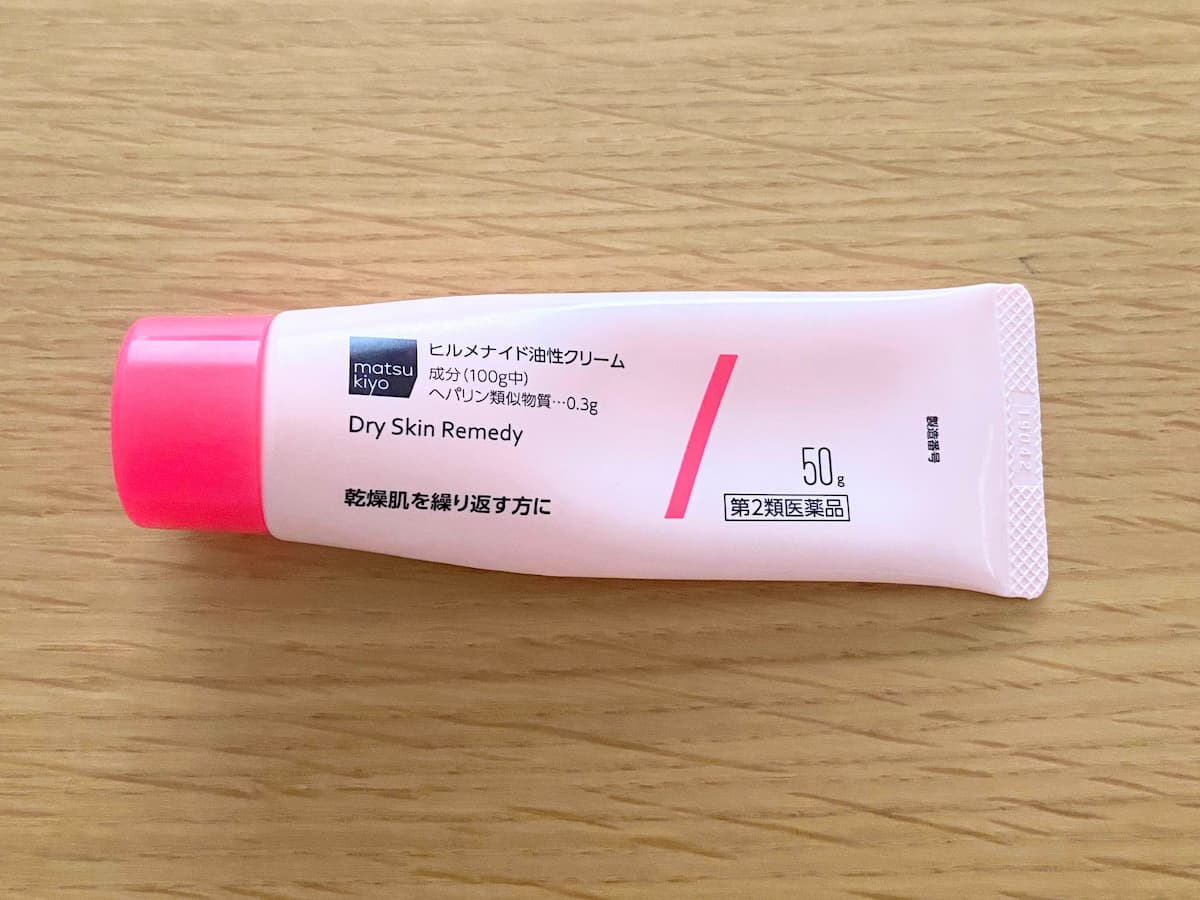 matsu
kiyo
ヒルメナイド油性クリーム
成分(100g中)
ヘパリン類似物質…0.3g
Dry Skin Remedy
乾燥肌を繰り返す方に
50g
第2類医薬品
製造番号
19042